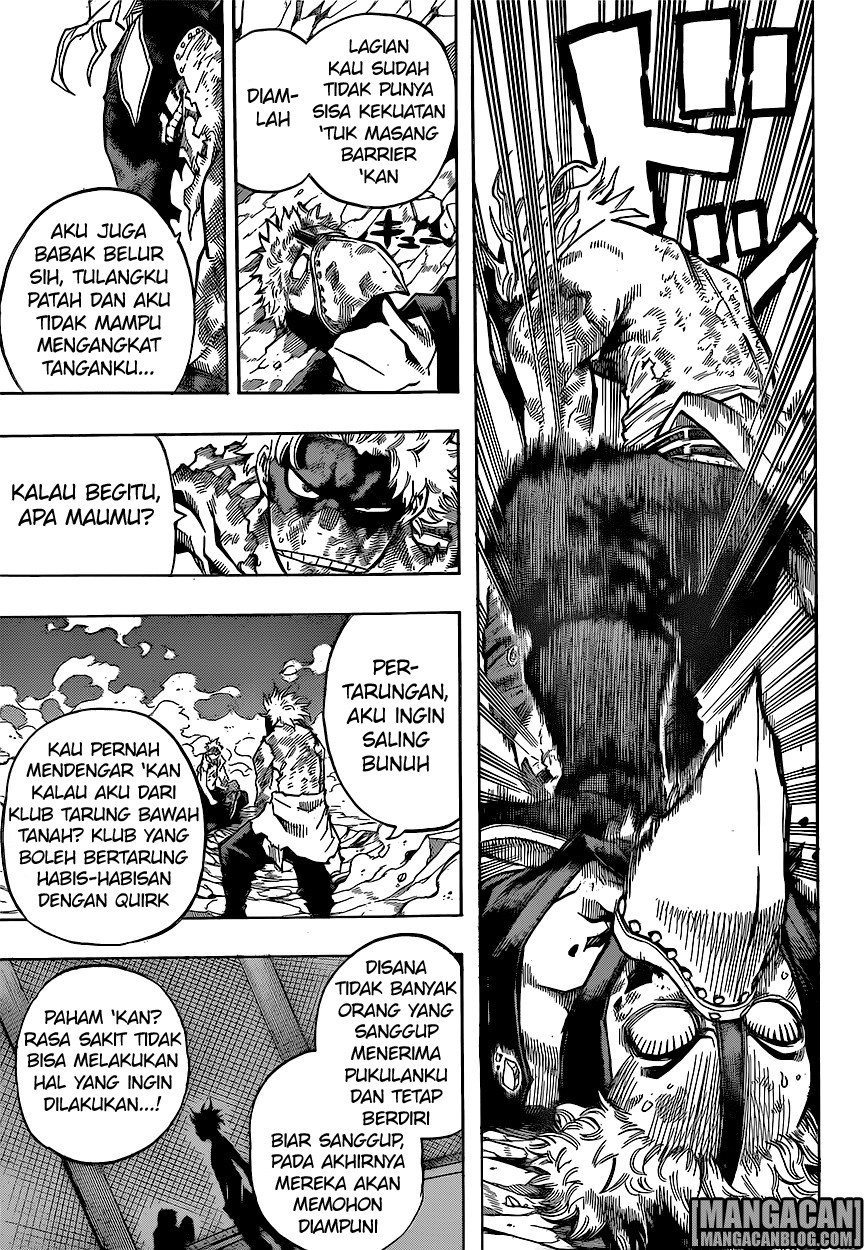 ドドドド
LAGIAN
KAU SUDAH
TIDAK PUNYA
SISA KEKUATAN
'TUK MASANG
BARRIER
'KAN
DIAM-
LAH
AKU JUGA
BABAK BELUR
SIH, TULANGKU
PATAH DAN AKU
TIDAK MAMPU
MENGANGKAT
TANGANKU...
KALAU BEGITU,
APA MAUMU?
PER-
TARUNGAN,
AKU INGIN
SALING
BUNUH
KAU PERNAH
MENDENGAR 'KAN
KALAU AKU DARI
KLUB TARUNG BAWAH
TANAH? KLUB YANG
BOLEH BERTARUNG
HABIS-HABISAN
DENGAN QUIRK
DISANA
TIDAK BANYAK
ORANG YANG
SANGGUP
MENERIMA
PUKULANKU
DAN TETAP
BERDIRI
BIAR SANGGUP,
PADA AKHIRNYA
MEREKA AKAN
MEMOHON
DIAMPUNI
PAHAM 'KAN?
RASA SAKIT TIDAK
BISA MELAKUKAN
HAL YANG INGIN
DILAKUKAN...!
[MANGACAN]
MANGACANBLOG.COM